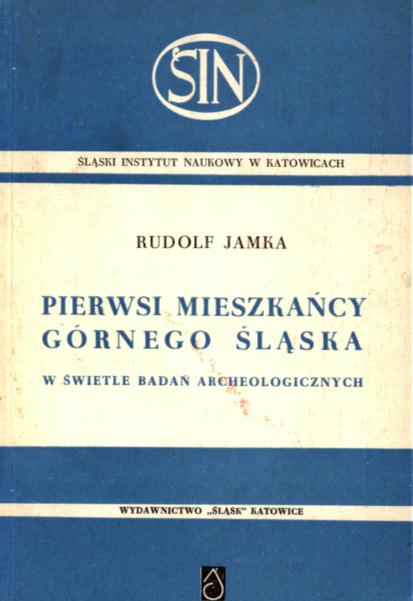 ŚIN
ŚLĄSKI INSTYTUT NAUKOWY W KATOWICACH
RUDOLF JAMKA
PIERWSI MIESZKAŃCY
GÓRNEGO ŚLĄSKA
W ŚWIETLE BADAŃ ARCHEOLOGICZNYCH
WYDAWNICTWO „ŚLĄSK” KATOWICE